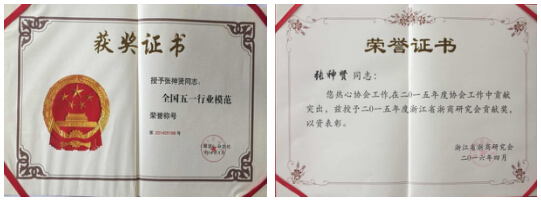 获奖证书
授予张神贤同志：
全国五一行业模范
荣誉称号
荣誉证书
张神贤 同志：
您热心协会工作，在二〇一五年度协会工作中贡献
突出，兹授予二〇一五年度浙江省浙商研究会贡献奖，
以资表彰。
浙江省浙商研究会
二〇一六年四月